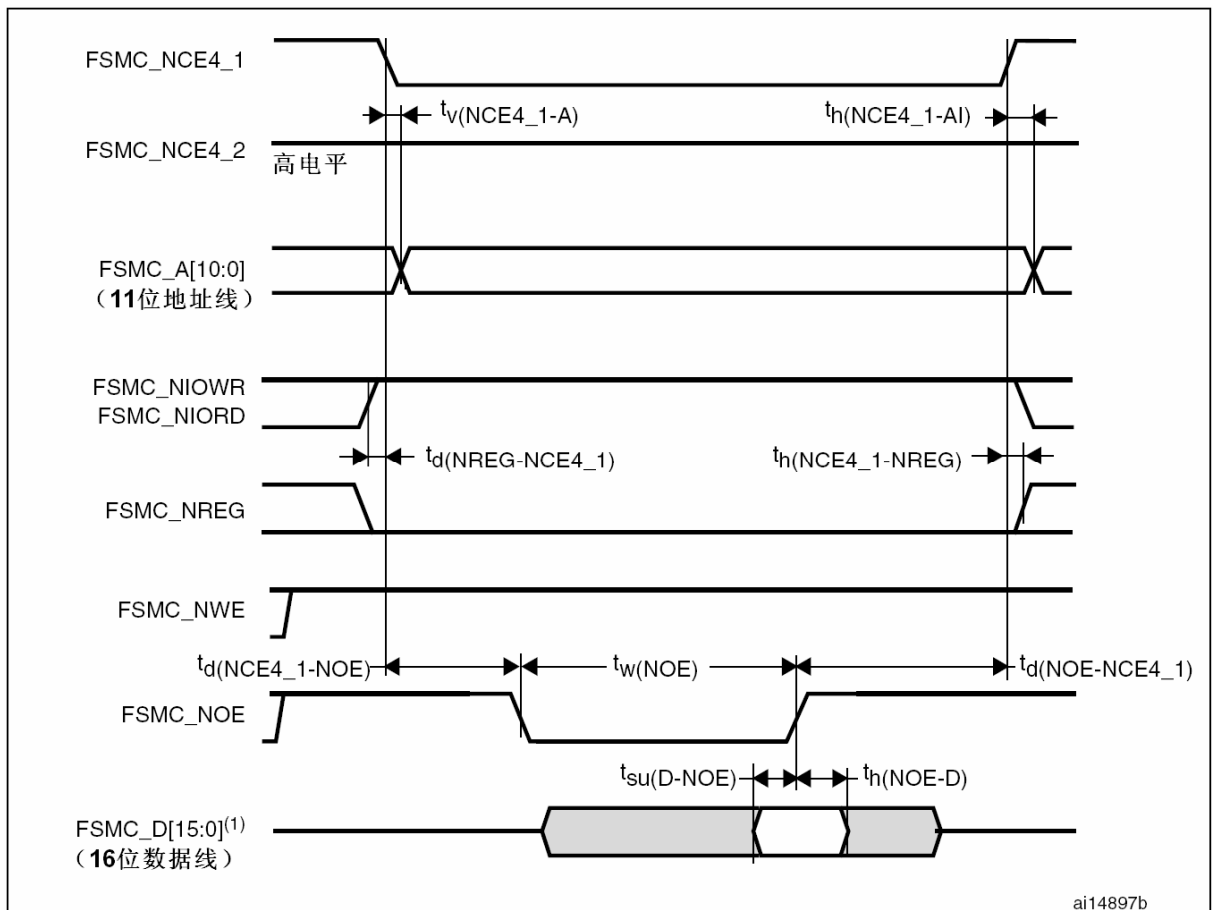 FSMC_NCE4_1
tv(NCE4_1-A)
th(NCE4_1-AI)
FSMC_NCE4_2
高电平
FSMC_A[10:0]
（11位地址线）
FSMC_NIOWR
FSMC_NIORD
td(NREG-NCE4_1)
th(NCE4_1-NREG)
FSMC_NREG
FSMC_NWE
td(NCE4_1-NOE)
tw(NOE)
td(NOE-NCE4_1)
FSMC_NOE
tsu(D-NOE)
th(NOE-D)
FSMC_D[15:0](1)
（16位数据线）
ai14897b